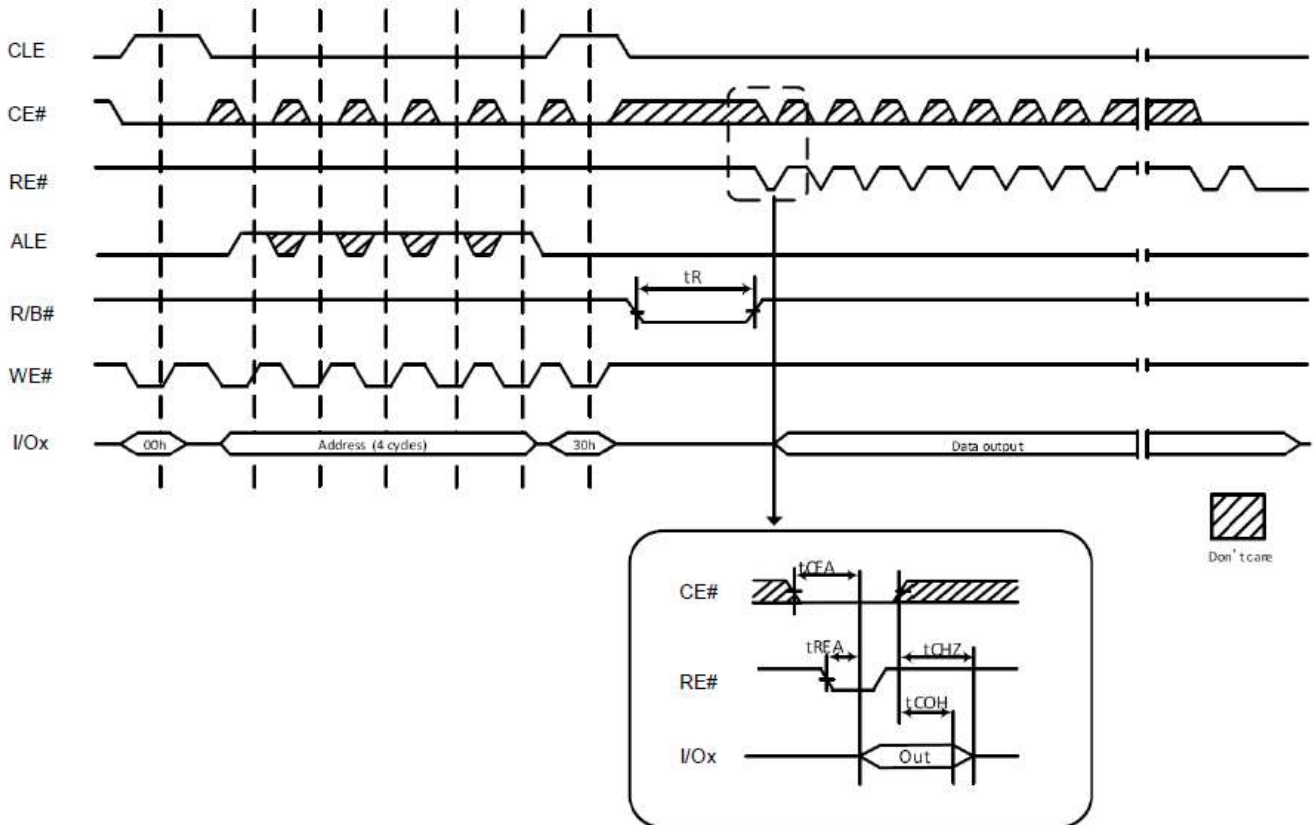 CLE
CE#
RE#
ALE
tR
R/B#
WE#
I/Ox
00h
Address (4 cycles)
30h
Data output
Don'tcare
tCEA
CE#
tREA
tCHZ
RE#
tCOH
I/Ox
Out